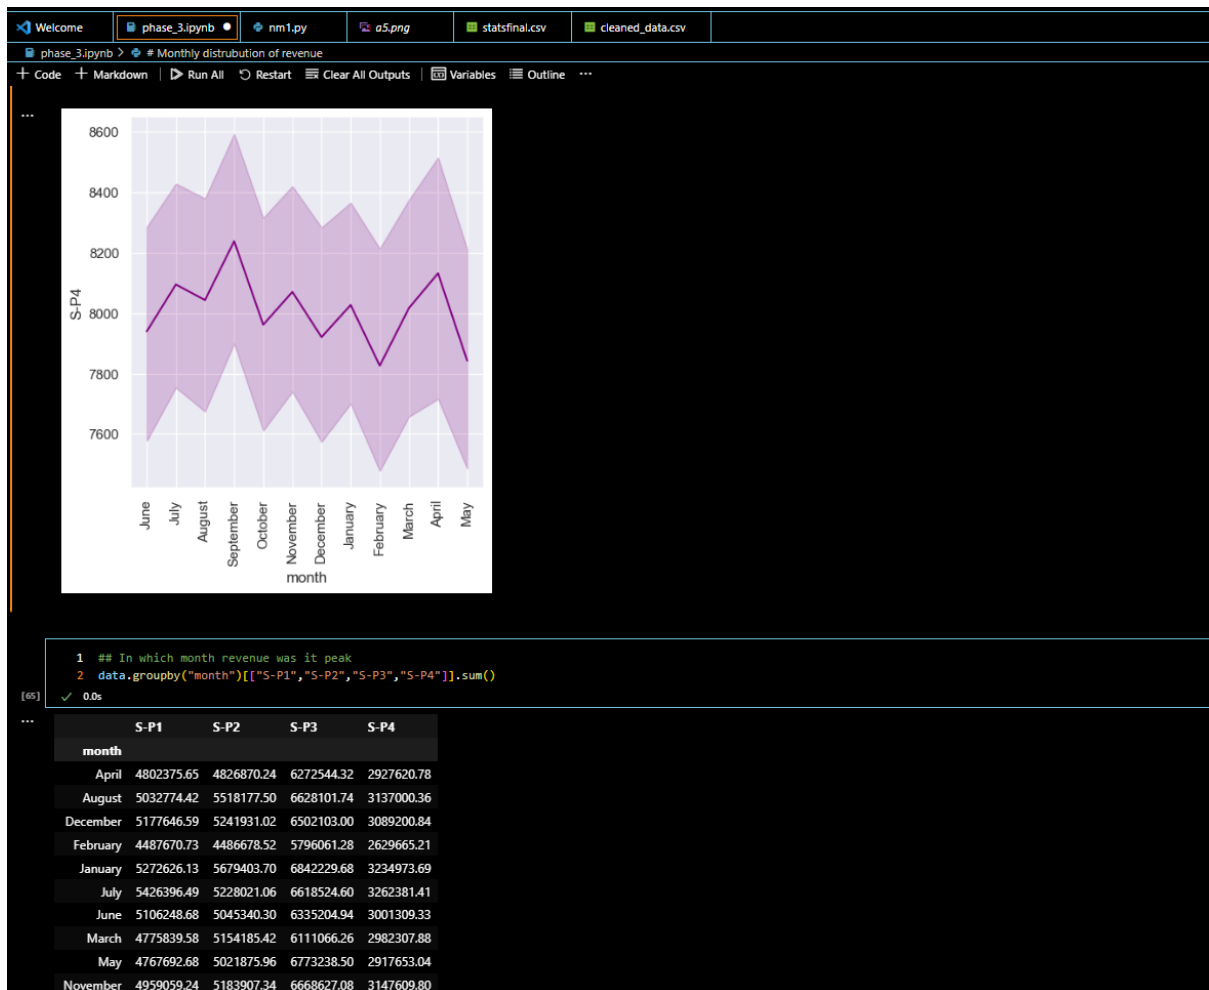 Welcome phase_3.ipynb nm1.py a5.png statsfinal.csv cleaned_data.csv
phase_3.ipynb > # Monthly distrubution of revenue
+ Code + Markdown Run All Restart Clear All Outputs Variables Outline ...
...
8600
8400
8200
8000
7800
7600
S-P4
June July August September October November December January February March April May
month
1 ## In which month revenue was it peak
2 data.groupby("month")[["S-P1","S-P2","S-P3","S-P4"]].sum()
[65] ✓ 0.0s
...
S-P1 S-P2 S-P3 S-P4
month
April 4802375.65 4826870.24 6272544.32 2927620.78
August 5032774.42 5518177.50 6628101.74 3137000.36
December 5177646.59 5241931.02 6502103.00 3089200.84
February 4487670.73 4486678.52 5796061.28 2629665.21
January 5272626.13 5679403.70 6842229.68 3234973.69
July 5426396.49 5228021.06 6618524.60 3262381.41
June 5106248.68 5045340.30 6335204.94 3001309.33
March 4775839.58 5154185.42 6111066.26 2982307.88
May 4767692.68 5021875.96 6773238.50 2917653.04
November 4959059.24 5183907.34 6668627.08 3147609.80